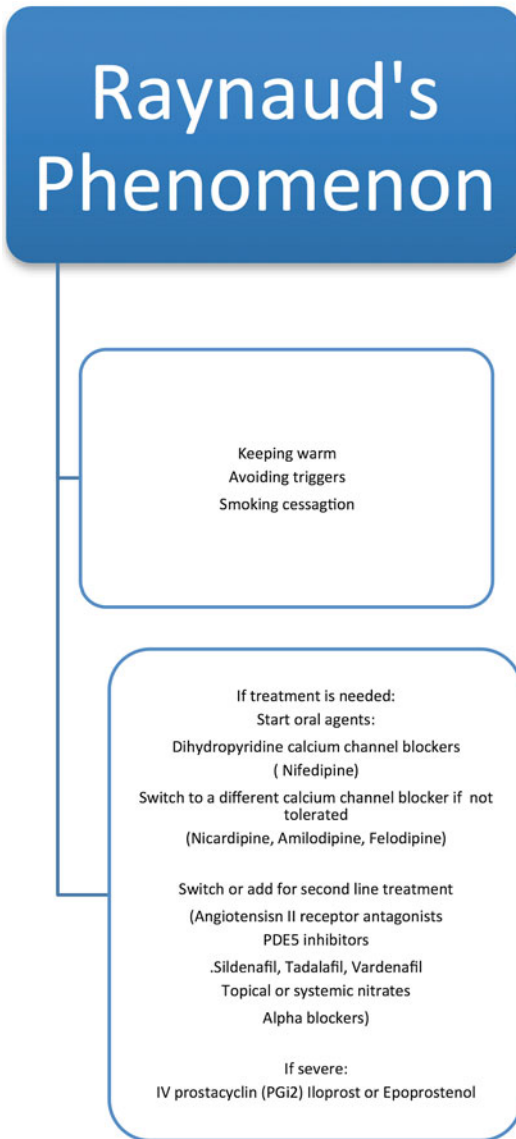 Raynaud's
Phenomenon
Keeping warm
Avoiding triggers
Smoking cessagtion
If treatment is needed:
Start oral agents:
Dihydropyridine calcium channel blockers
( Nifedipine)
Switch to a different calcium channel blocker if not
tolerated
(Nicardipine, Amilodipine, Felodipine)
Switch or add for second line treatment
(Angiotensisn II receptor antagonists
PDE5 inhibitors
.Sildenafil, Tadalafil, Vardenafil
Topical or systemic nitrates
Alpha blockers)
If severe:
IV prostacyclin (PGi2) Iloprost or Epoprostenol